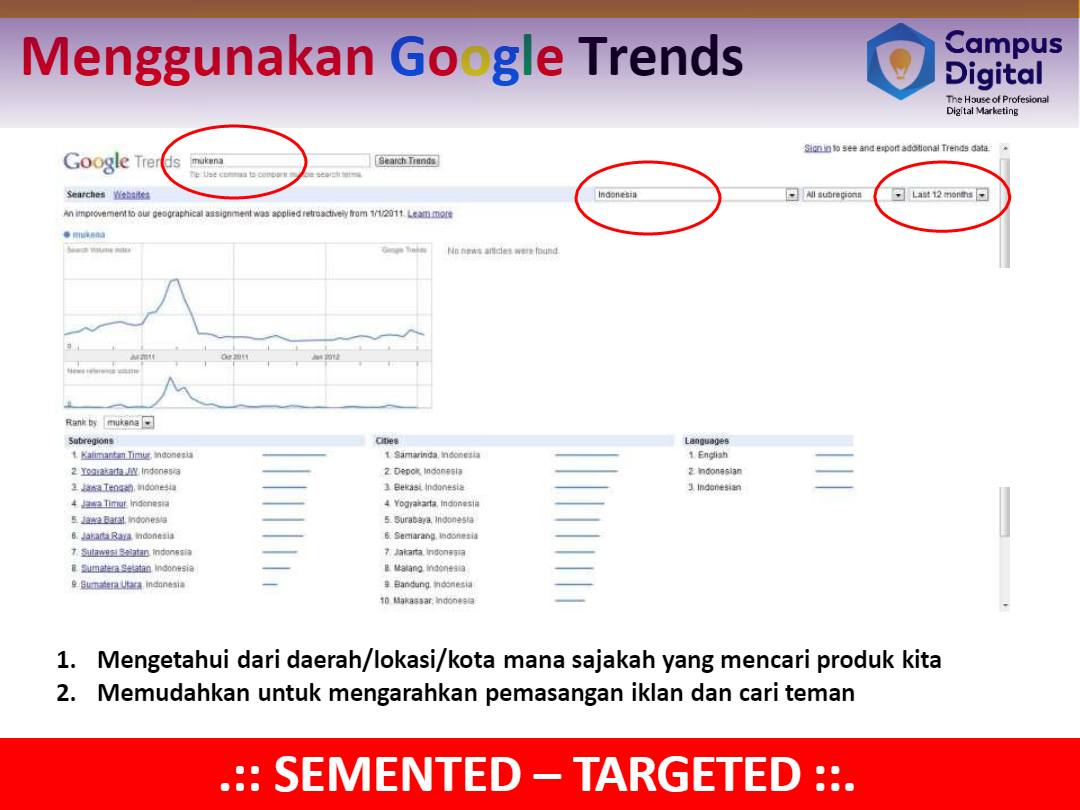 Menggunakan Google Trends
Campus
Digital
The House of Profesional
Digital Marketing
Sign in to see and export additional Trends data.
Google Trends mukena Search Trends
Tip: Use commas to compare multiple search terms.
Searches Websites Indonesia All subregions Last 12 months
An improvement to our geographical assignment was applied retroactively from 1/1/2011. Learn more
mukena
Search Volume index Google Trends
No news articles were found.
0
Jul 2011 Oct 2011 Jan 2012
News reference volume
0
Rank by mukena
Subregions
1. Kalimantan Timur, Indonesia
2. Yogyakarta JW, Indonesia
3. Jawa Tengah, Indonesia
4. Jawa Timur, Indonesia
5. Jawa Barat, Indonesia
6. Jakarta Raya, Indonesia
7. Sulawesi Selatan, Indonesia
8. Sumatera Selatan, Indonesia
9. Sumatera Utara, Indonesia
Cities
1. Samarinda, Indonesia
2. Depok, Indonesia
3. Bekasi, Indonesia
4. Yogyakarta, Indonesia
5. Surabaya, Indonesia
6. Semarang, Indonesia
7. Jakarta, Indonesia
8. Malang, Indonesia
9. Bandung, Indonesia
10. Makassar, Indonesia
Languages
1. English
2. Indonesian
3. Indonesian
1. Mengetahui dari daerah/lokasi/kota mana sajakah yang mencari produk kita
2. Memudahkan untuk mengarahkan pemasangan iklan dan cari teman
.:: SEMENTED – TARGETED ::.